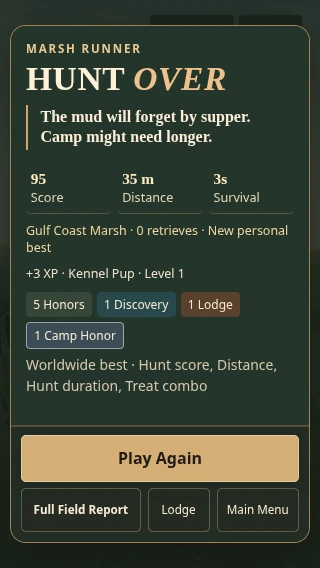 MARSH RUNNER
HUNT OVER
The mud will forget by supper.
Camp might need longer.
95
Score
35 m
Distance
3s
Survival
Gulf Coast Marsh · 0 retrieves · New personal
best
+3 XP · Kennel Pup · Level 1
5 Honors
1 Discovery
1 Lodge
1 Camp Honor
Worldwide best · Hunt score, Distance,
Hunt duration, Treat combo
Play Again
Full Field Report
Lodge
Main Menu